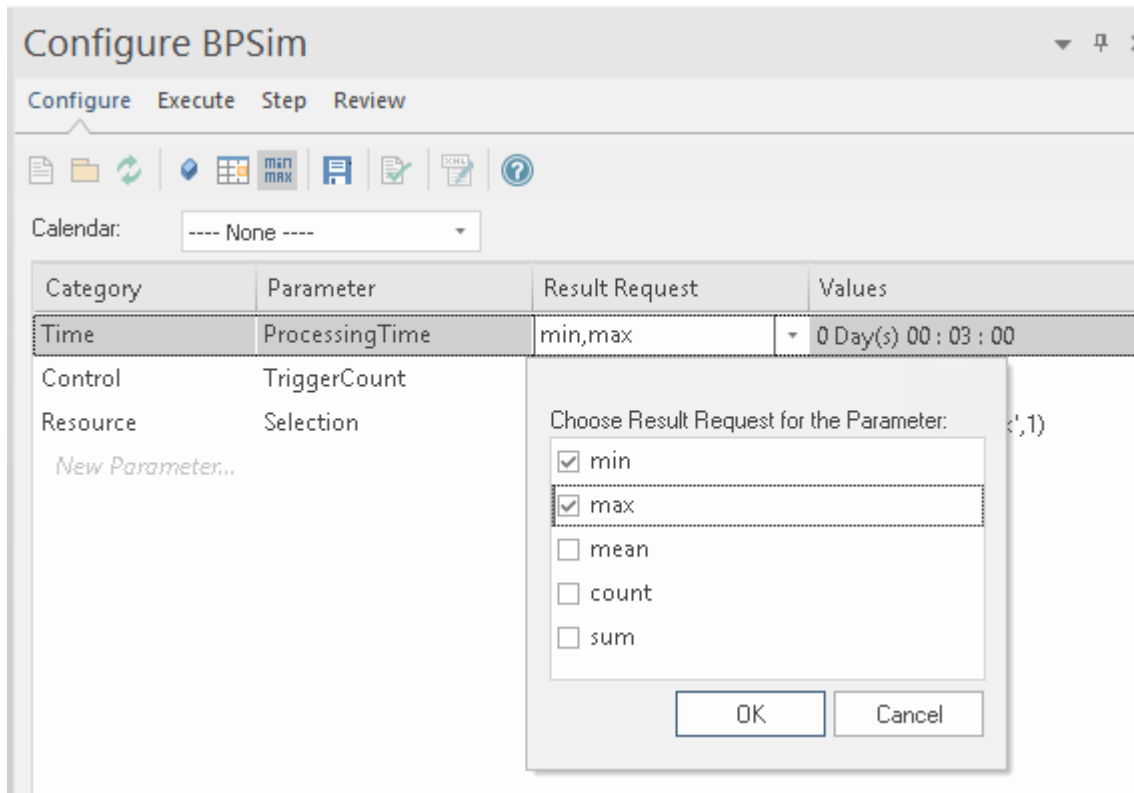 Configure BPSim
Configure Execute Step Review
min
max
XML
?
Calendar: ---- None ----
Category Parameter Result Request Values
Time ProcessingTime min,max 0 Day(s) 00 : 03 : 00
Control TriggerCount
Resource Selection ',1)
New Parameter...
Choose Result Request for the Parameter:
min
max
mean
count
sum
OK Cancel